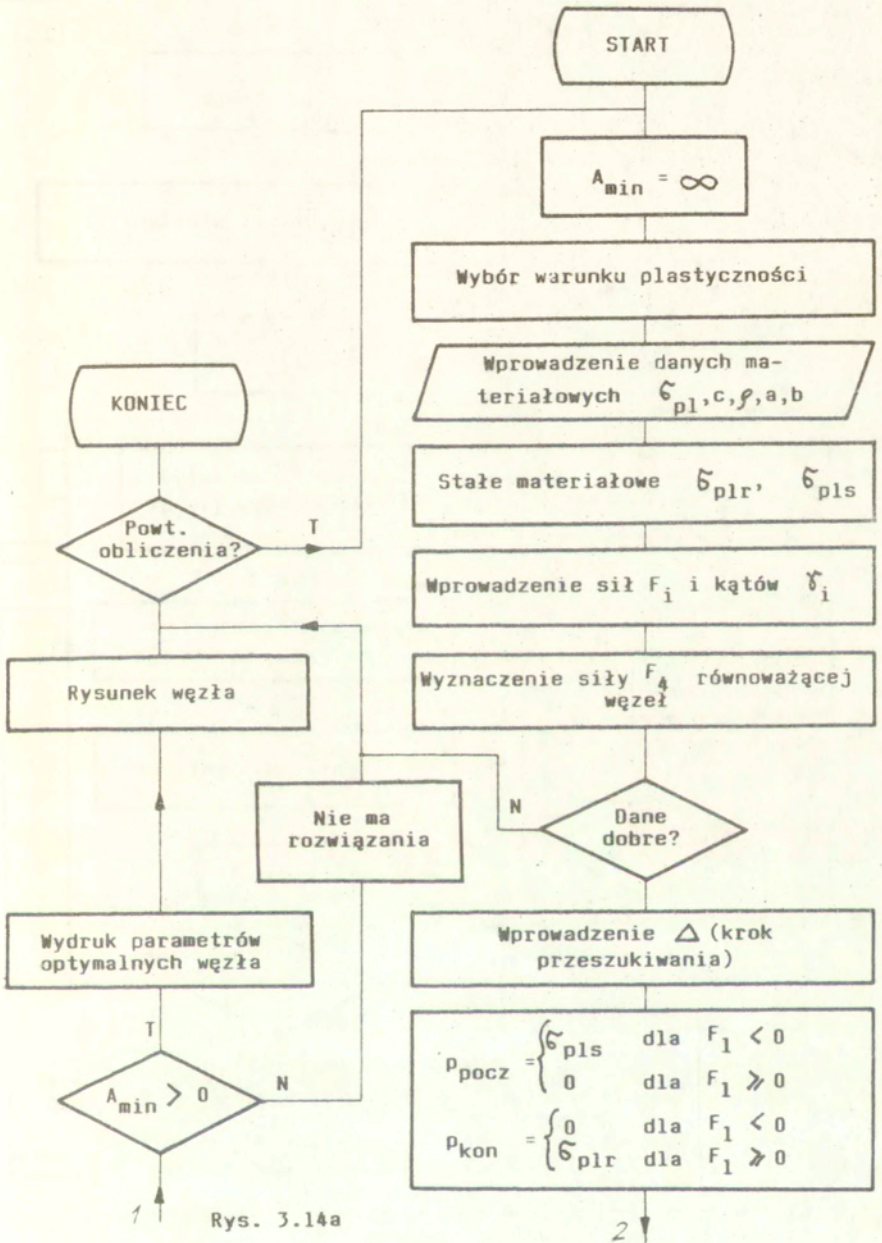 START
A_min = ∞
Wybór warunku plastyczności
Wprowadzenie danych ma-
teriałowych σ_pl, c, ρ, a, b
Stałe materiałowe σ_plr, σ_pls
Wprowadzenie sił F_i i kątów γ_i
Wyznaczenie siły F_4 równoważącej
węzeł
Dane
dobre?
N
Wprowadzenie Δ (krok
przeszukiwania)
p_pocz = { σ_pls dla F_1 < 0
0 dla F_1 ⩾ 0
p_kon = { 0 dla F_1 < 0
σ_plr dla F_1 ⩾ 0
2
KONIEC
Powt.
obliczenia?
T
Rysunek węzła
Nie ma
rozwiązania
Wydruk parametrów
optymalnych węzła
T
A_min > 0
N
1
Rys. 3.14a